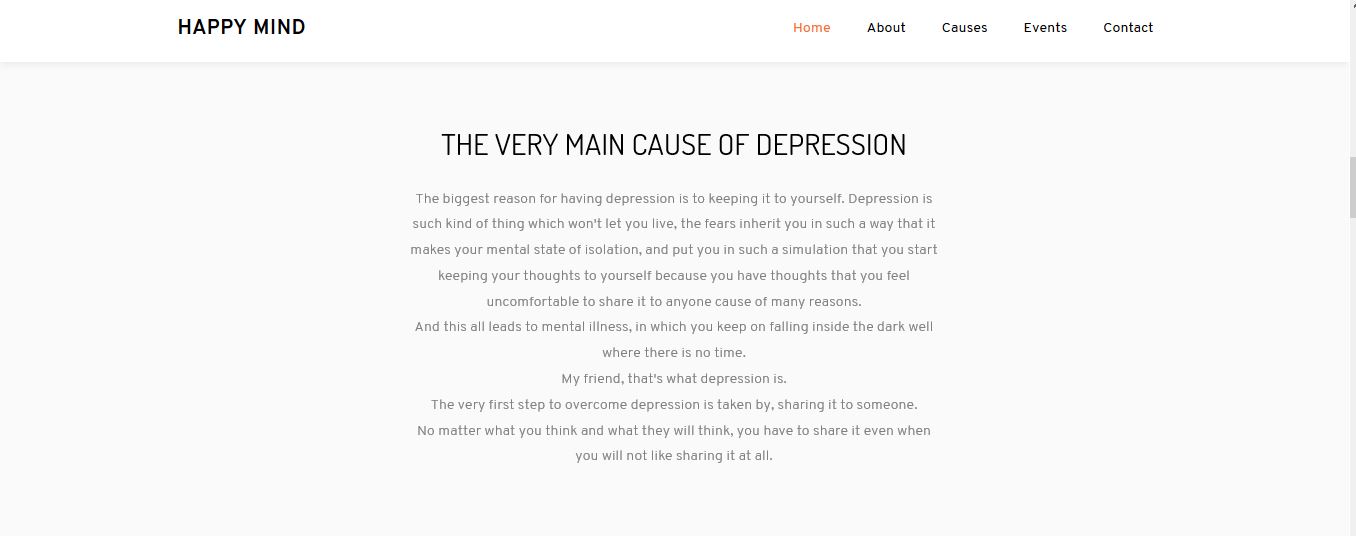 HAPPY MIND
Home About Causes Events Contact
THE VERY MAIN CAUSE OF DEPRESSION
The biggest reason for having depression is to keeping it to yourself. Depression is
such kind of thing which won't let you live, the fears inherit you in such a way that it
makes your mental state of isolation, and put you in such a simulation that you start
keeping your thoughts to yourself because you have thoughts that you feel
uncomfortable to share it to anyone cause of many reasons.
And this all leads to mental illness, in which you keep on falling inside the dark well
where there is no time.
My friend, that's what depression is.
The very first step to overcome depression is taken by, sharing it to someone.
No matter what you think and what they will think, you have to share it even when
you will not like sharing it at all.